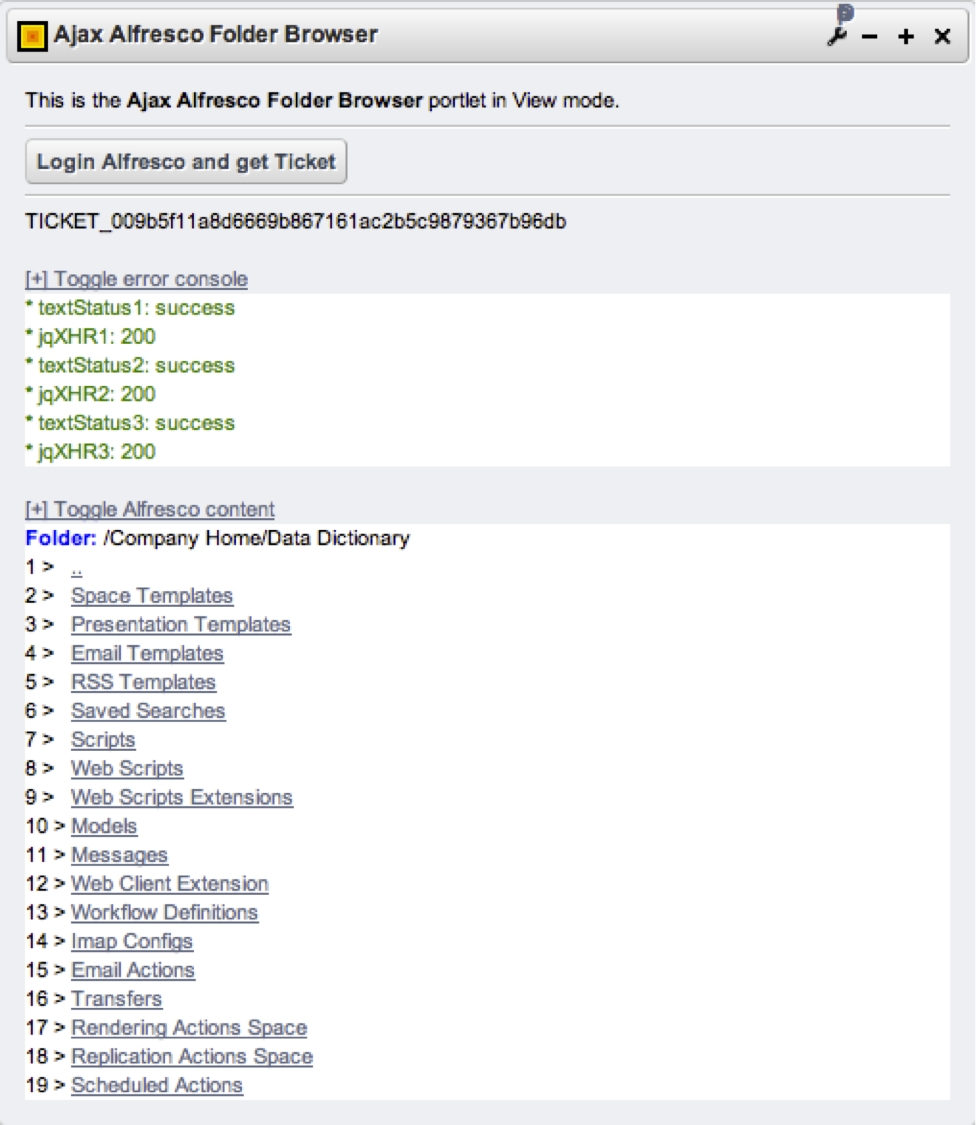 Ajax Alfresco Folder Browser
This is the Ajax Alfresco Folder Browser portlet in View mode.
Login Alfresco and get Ticket
TICKET_009b5f11a8d6669b867161ac2b5c9879367b96db
[+] Toggle error console
* textStatus1: success
* jqXHR1: 200
* textStatus2: success
* jqXHR2: 200
* textStatus3: success
* jqXHR3: 200
[+] Toggle Alfresco content
Folder: /Company Home/Data Dictionary
1 > ..
2 > Space Templates
3 > Presentation Templates
4 > Email Templates
5 > RSS Templates
6 > Saved Searches
7 > Scripts
8 > Web Scripts
9 > Web Scripts Extensions
10 > Models
11 > Messages
12 > Web Client Extension
13 > Workflow Definitions
14 > Imap Configs
15 > Email Actions
16 > Transfers
17 > Rendering Actions Space
18 > Replication Actions Space
19 > Scheduled Actions